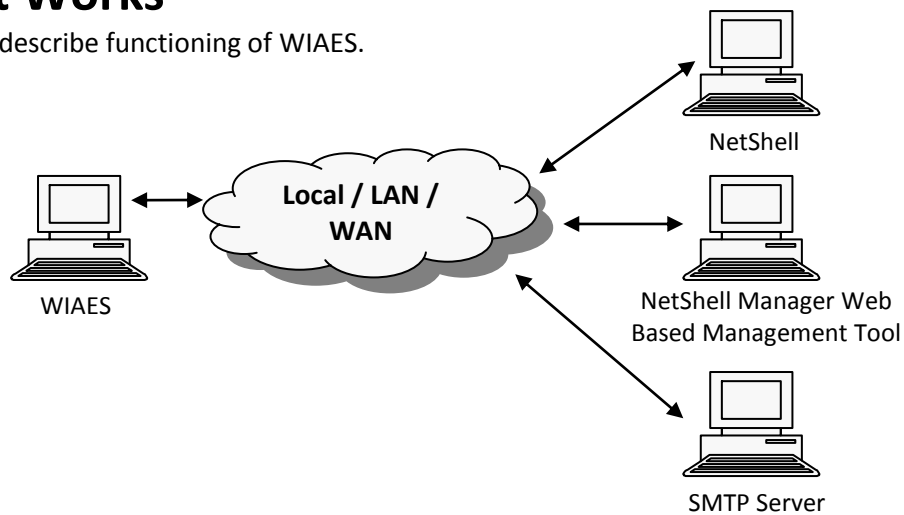 t Works
describe functioning of WIAES.
NetShell
Local / LAN /
WAN
WIAES
NetShell Manager Web
Based Management Tool
SMTP Server